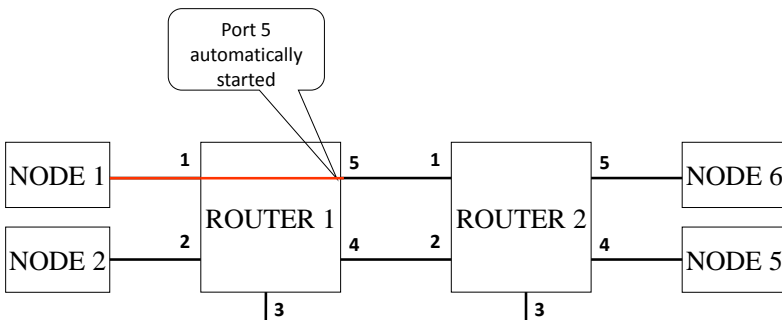 Port 5
automatically
started
1 5 1 5
NODE 1 NODE 6
ROUTER 1 ROUTER 2
2 4 2 4
NODE 2 NODE 5
3 3